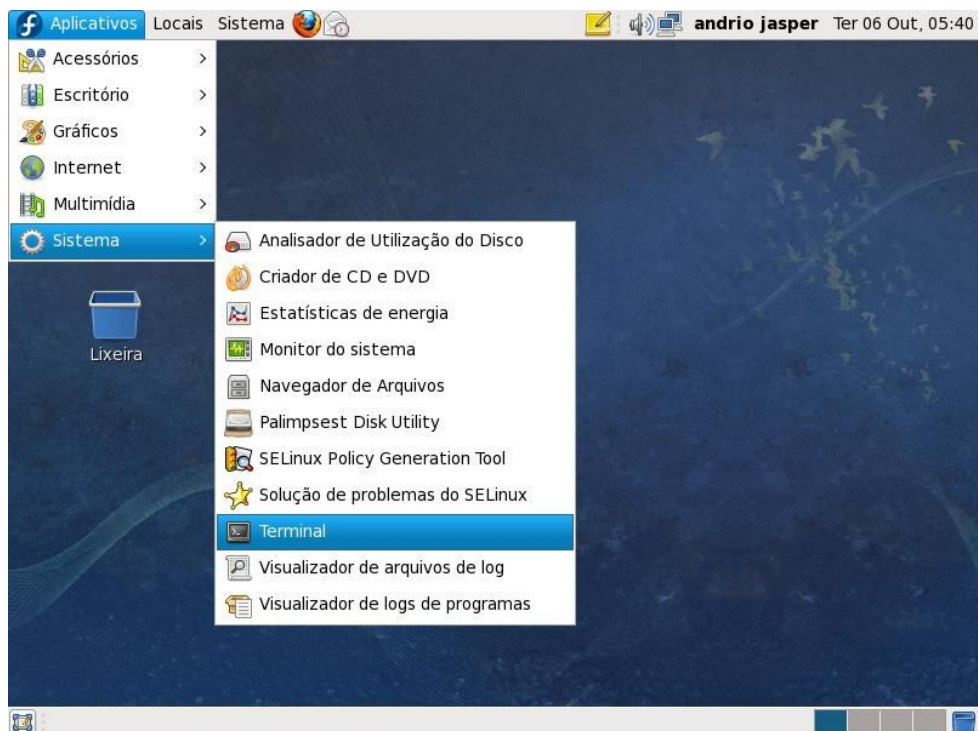 Aplicativos Locais Sistema andrio jasper Ter 06 Out, 05:40
Acessórios
Escritório
Gráficos
Internet
Multimídia
Sistema
Analisador de Utilização do Disco
Criador de CD e DVD
Estatísticas de energia
Monitor do sistema
Navegador de Arquivos
Palimpsest Disk Utility
SELinux Policy Generation Tool
Solução de problemas do SELinux
Terminal
Visualizador de arquivos de log
Visualizador de logs de programas
Lixeira